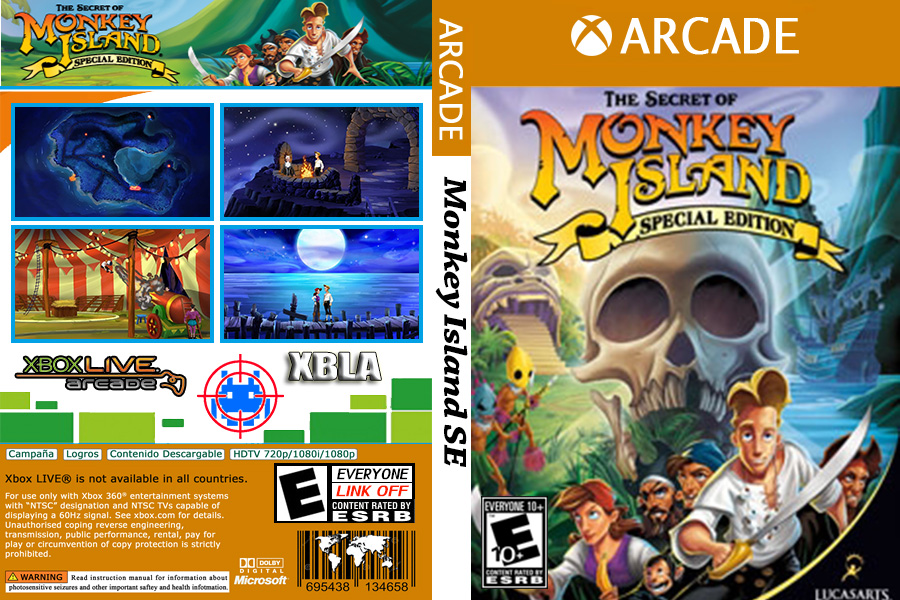 THE SECRET OF
MONKEY
ISLAND
SPECIAL EDITION
XBOX LIVE
arcade
XBLA
Campaña
Logros
Contenido Descargable
HDTV 720p/1080i/1080p
Xbox LIVE® is not available in all countries.
For use only with Xbox 360® entertainment systems
with "NTSC" designation and NTSC TVs capable of
displaying a 60Hz signal. See xbox.com for details.
Unauthorised coping reverse engineering,
transmission, public performance, rental, pay for
play or circumvention of copy protection is strictly
prohibited.
WARNING Read instruction manual for information about
photosensitive seizures and other important saftey and health infotmation.
E
EVERYONE
LINK OFF
CONTENT RATED BY
ESRB
DOLBY
DIGITAL
Microsoft
695438 134658
ARCADE
Monkey Island SE
ARCADE
THE SECRET OF
MONKEY
ISLAND
SPECIAL EDITION
EVERYONE 10+
E
10+
CONTENT RATED BY
ESRB
LUCASARTS